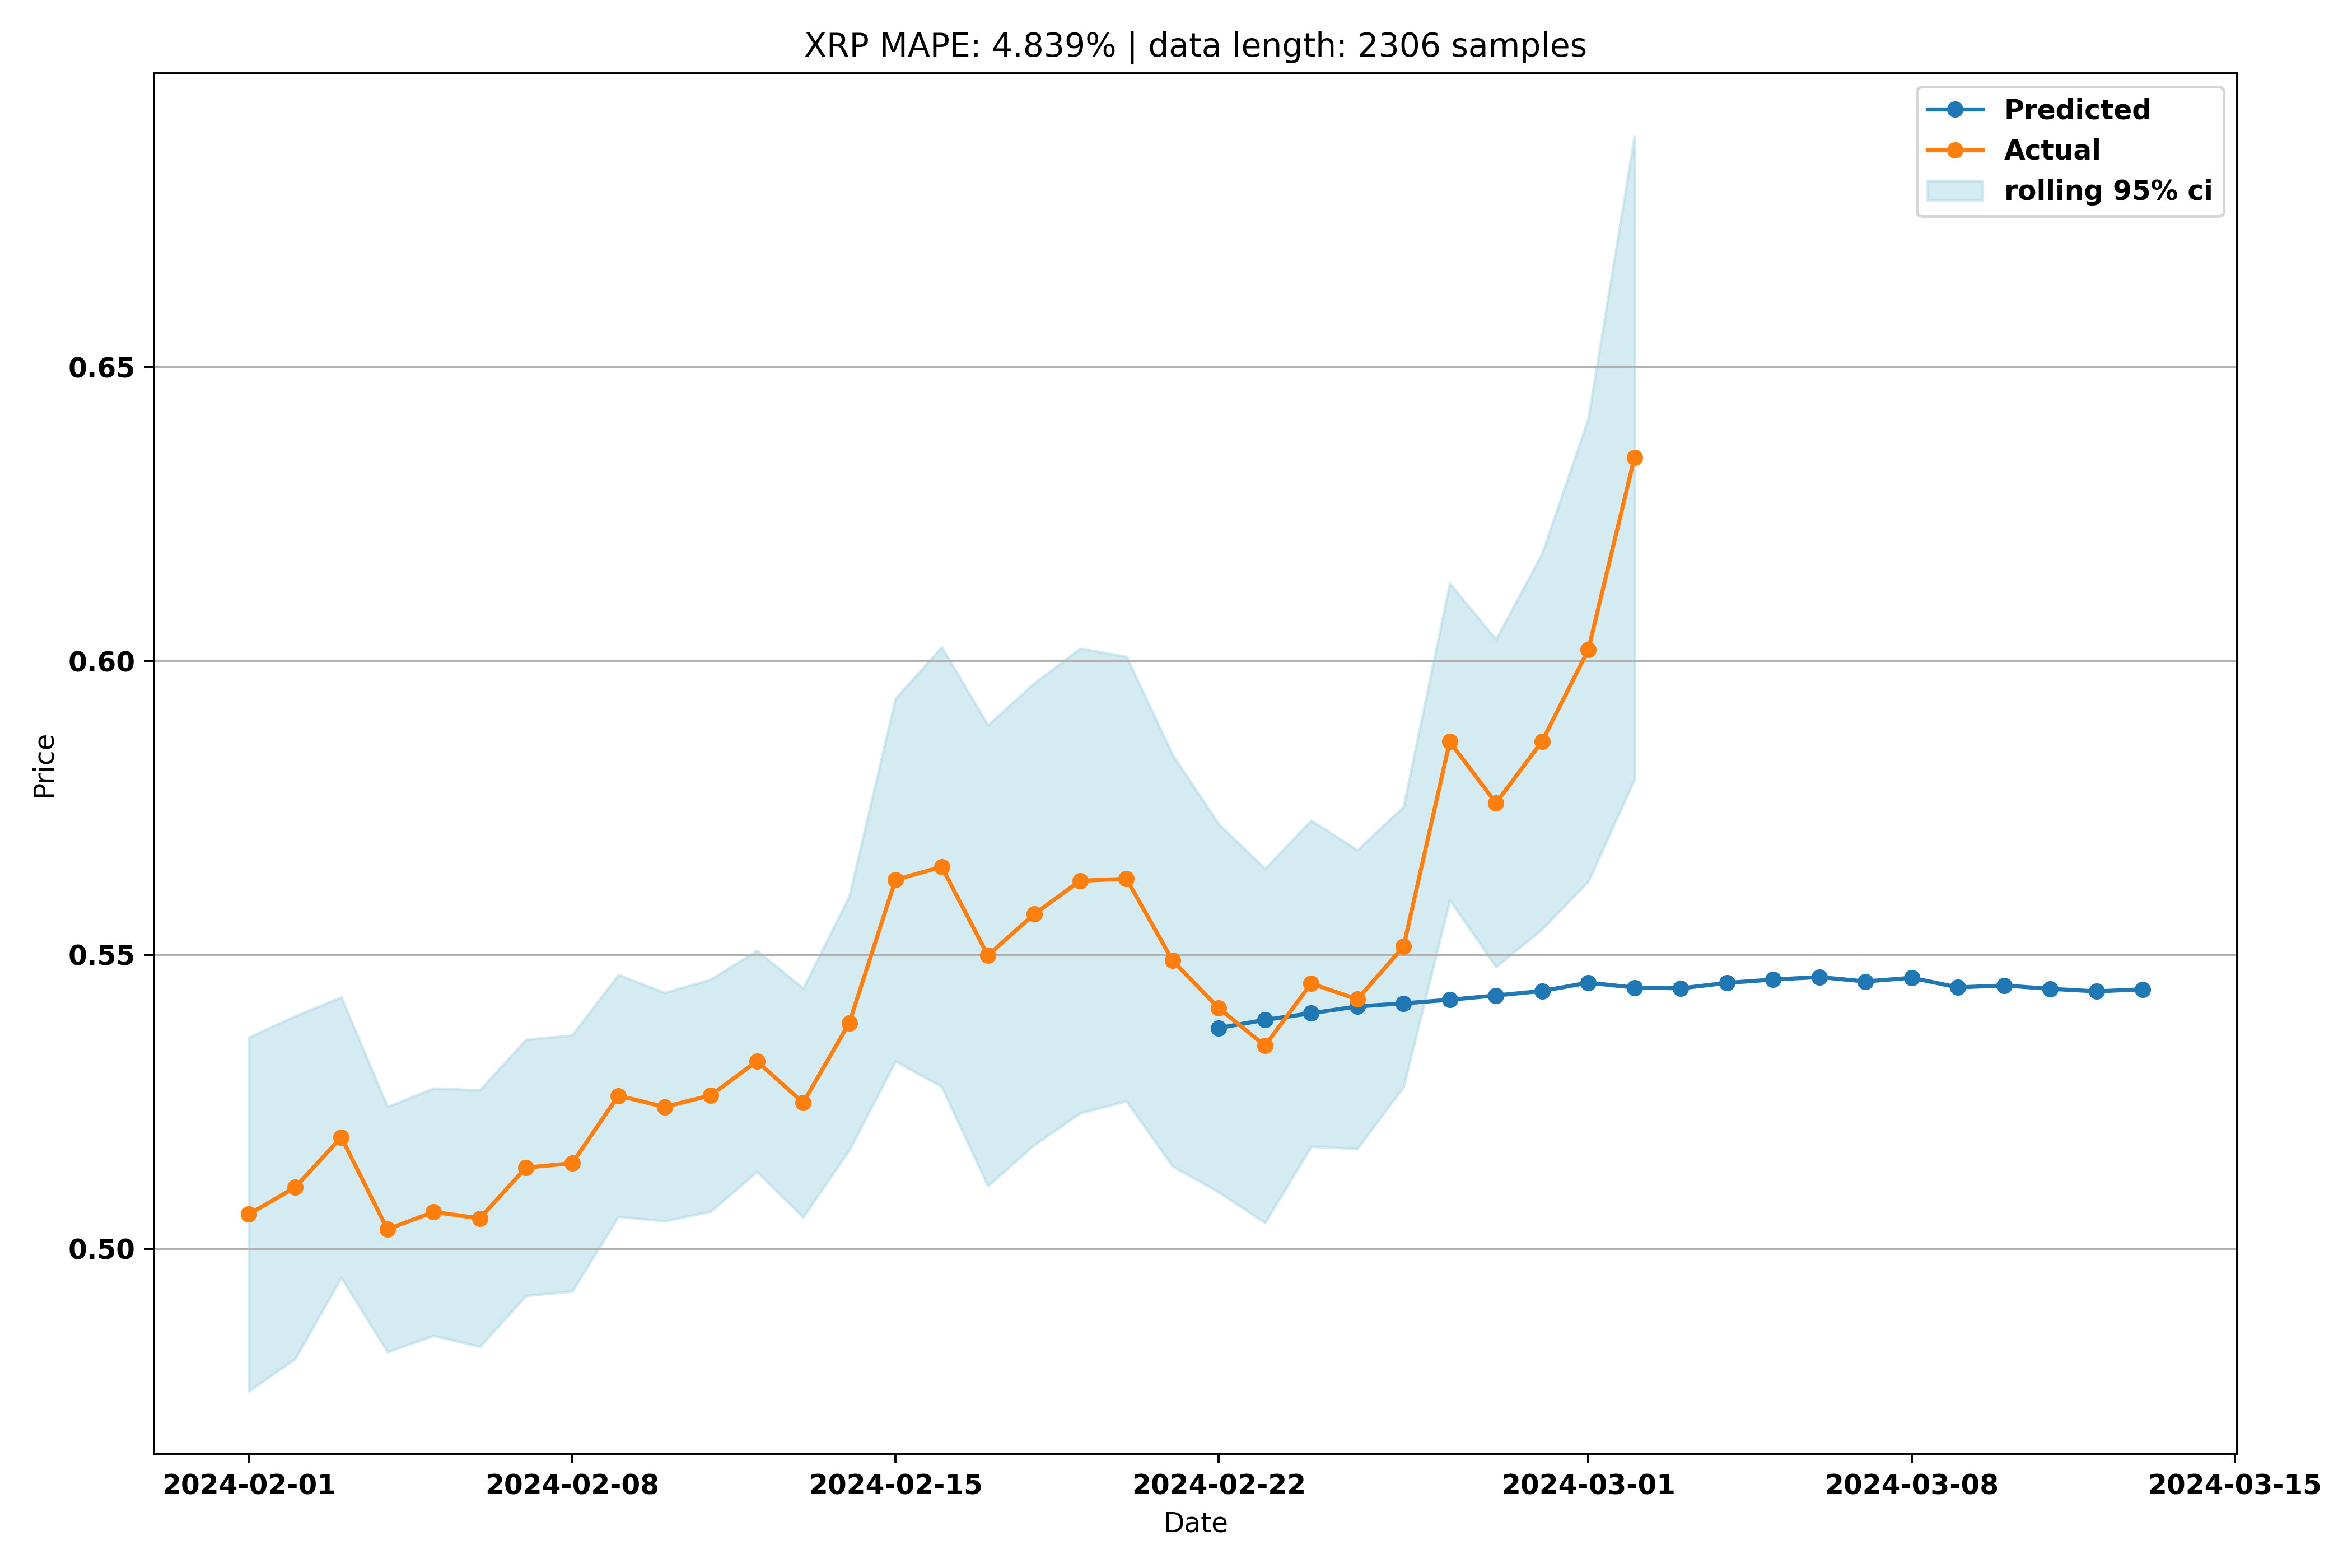 XRP MAPE: 4.839% | data length: 2306 samples
Predicted
Actual
rolling 95% ci
0.65
0.60
0.55
0.50
Price
2024-02-01
2024-02-08
2024-02-15
2024-02-22
2024-03-01
2024-03-08
2024-03-15
Date